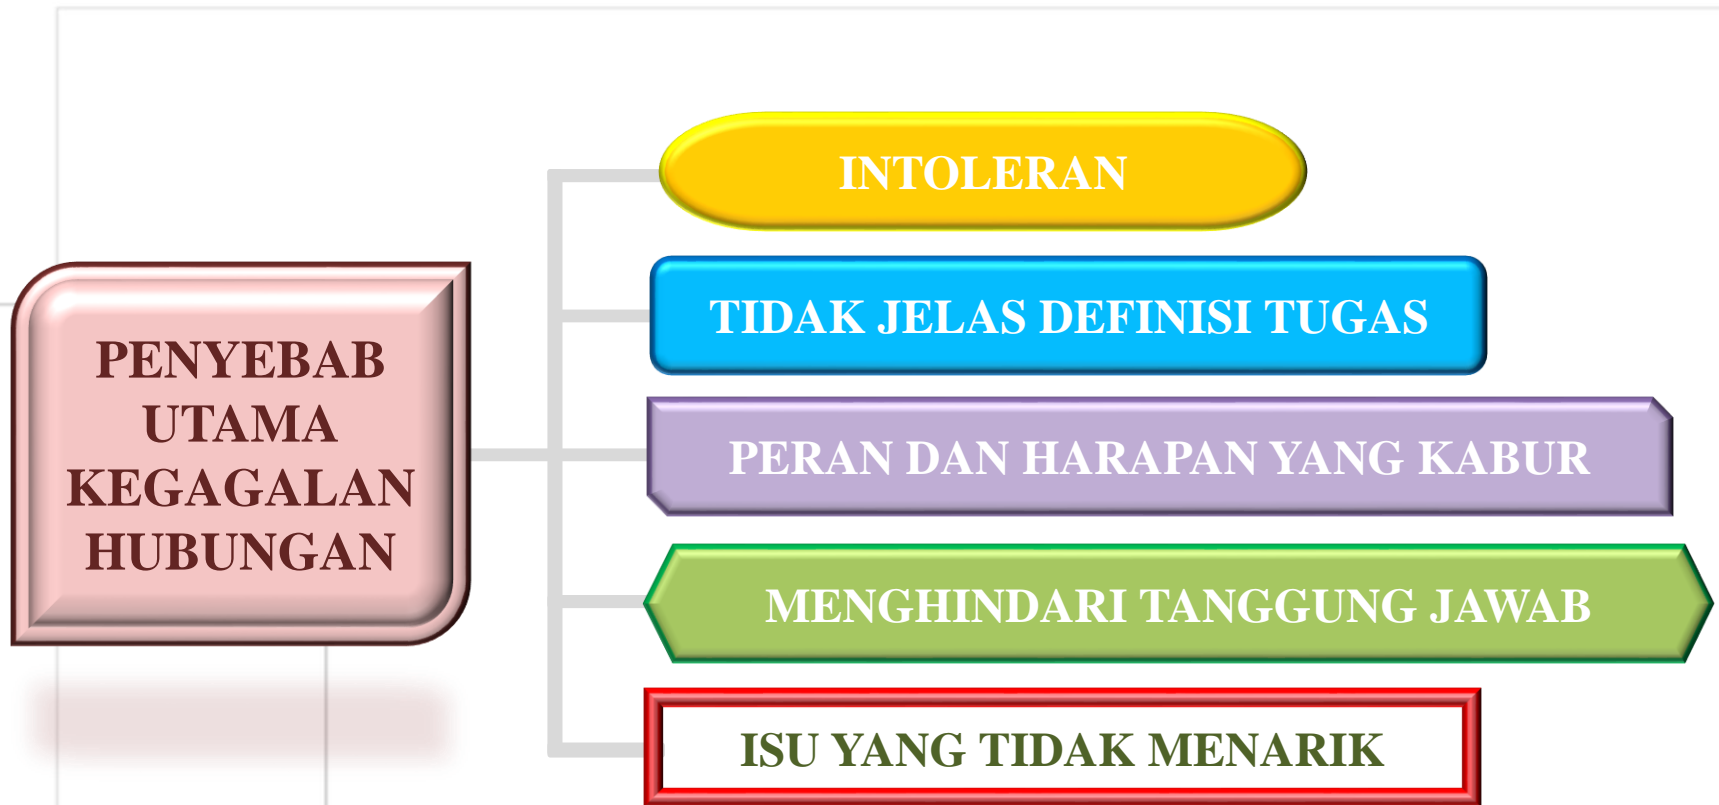 PENYEBAB
UTAMA
KEGAGALAN
HUBUNGAN
INTOLERAN
TIDAK JELAS DEFINISI TUGAS
PERAN DAN HARAPAN YANG KABUR
MENGHINDARI TANGGUNG JAWAB
ISU YANG TIDAK MENARIK